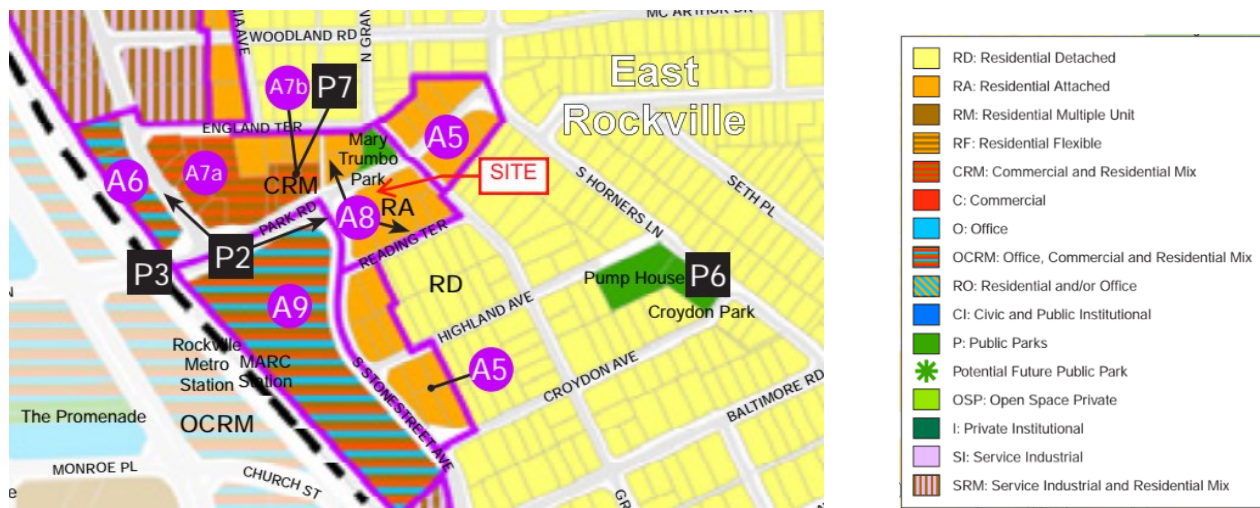 MC ARTHUR DR
WOODLAND RD
N GRAN
IA AVE
East
Rockville
A7b
P7
ENGLAND TER
Mary
Trumbo
Park
A5
SITE
A6
A7a
CRM
S HORNERS LN
SETH PL
PARK RD
A8
RA
READING TER
P2
P3
RD
Pump House
P6
Croydon Park
A9
HIGHLAND AVE
Rockville
Metro
Station
MARC
Station
S STONESTREET AVE
A5
CROYDON AVE
BALTIMORE RD
The Promenade
OCRM
MONROE PL
CHURCH ST
GR
RD: Residential Detached
RA: Residential Attached
RM: Residential Multiple Unit
RF: Residential Flexible
CRM: Commercial and Residential Mix
C: Commercial
O: Office
OCRM: Office, Commercial and Residential Mix
RO: Residential and/or Office
CI: Civic and Public Institutional
P: Public Parks
Potential Future Public Park
OSP: Open Space Private
I: Private Institutional
SI: Service Industrial
SRM: Service Industrial and Residential Mix